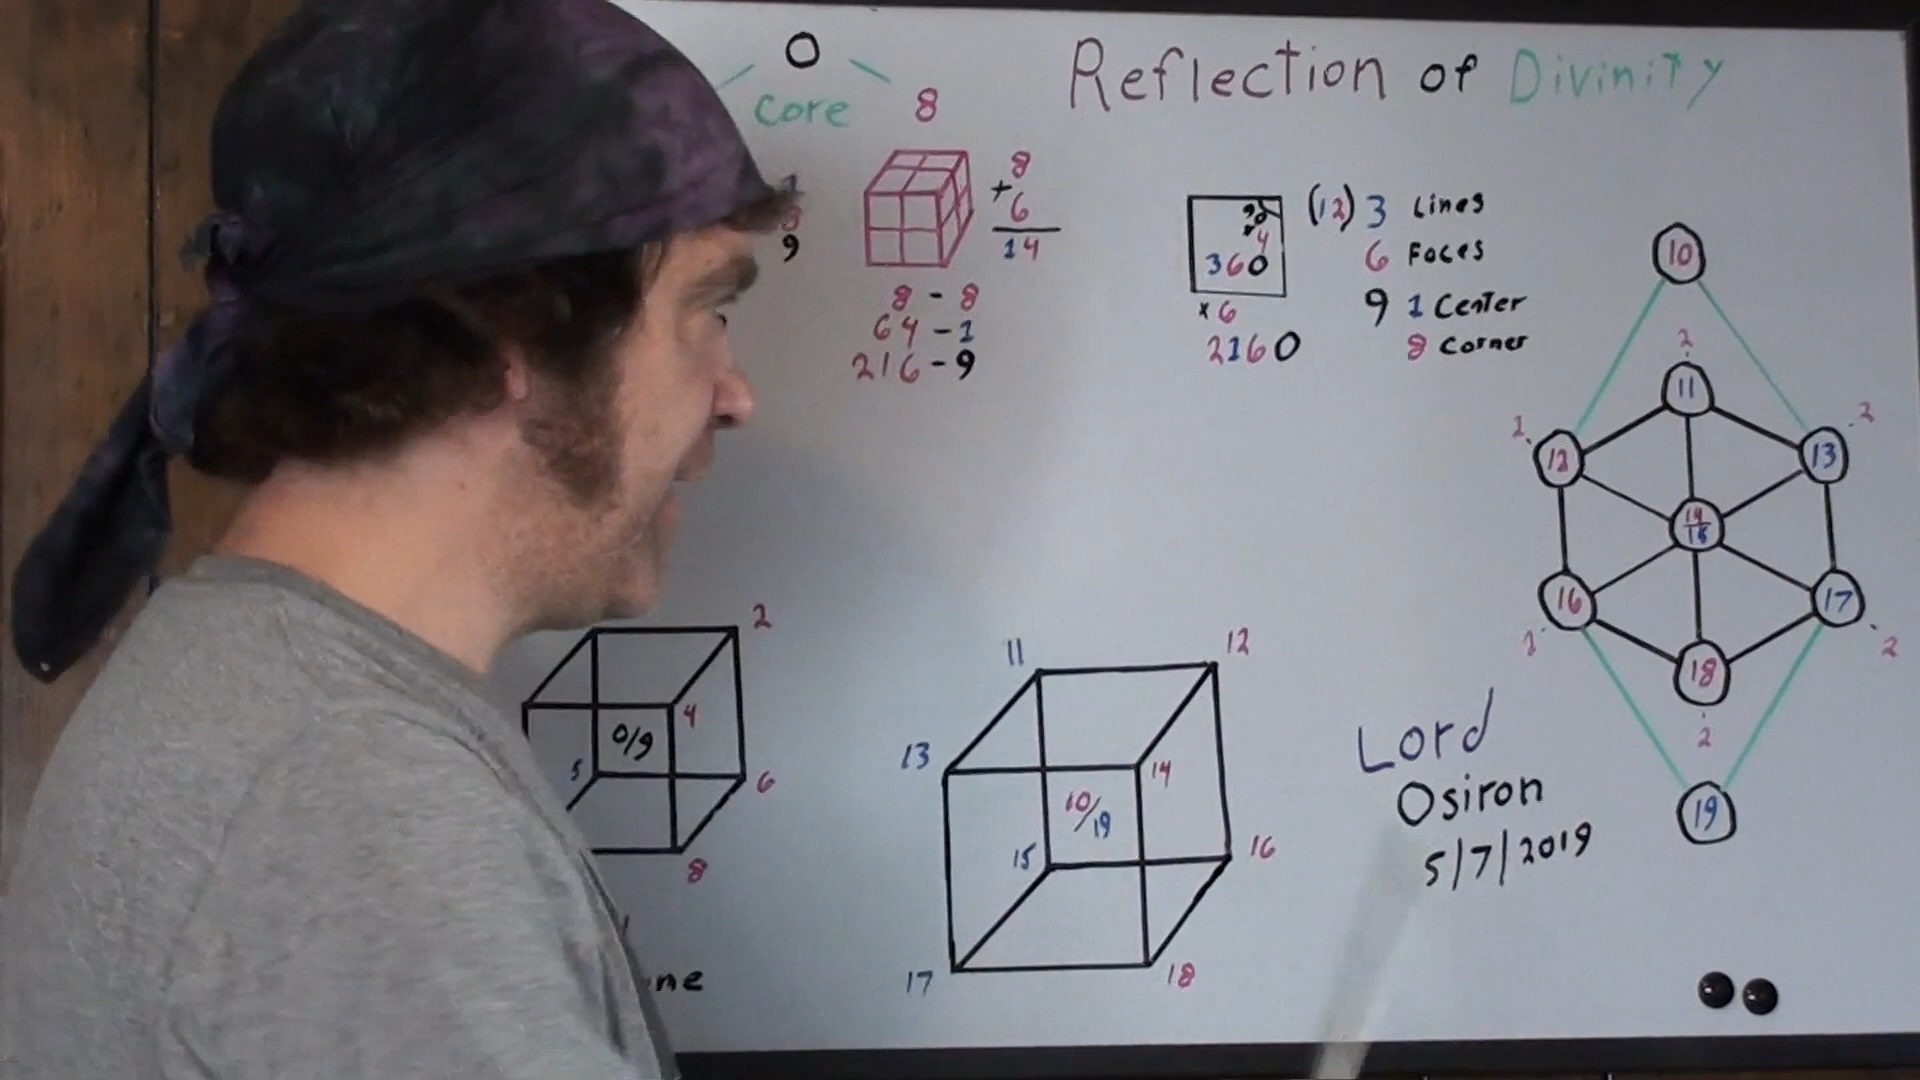 0
Reflection of Divinity
core
8
9
8
+ 6
14
8 - 8
64 - 1
216 - 9
90
x 4
360
x 6
2160
(12) 3 Lines
6 Faces
9 1 Center
8 Corner
10
2
11
2
2
12
13
14
15
16
17
2
2
18
2
19
2
4
0/9
5
6
8
ne
11
12
13
14
10/19
15
16
17
18
Lord
Osiron
5/7/2019